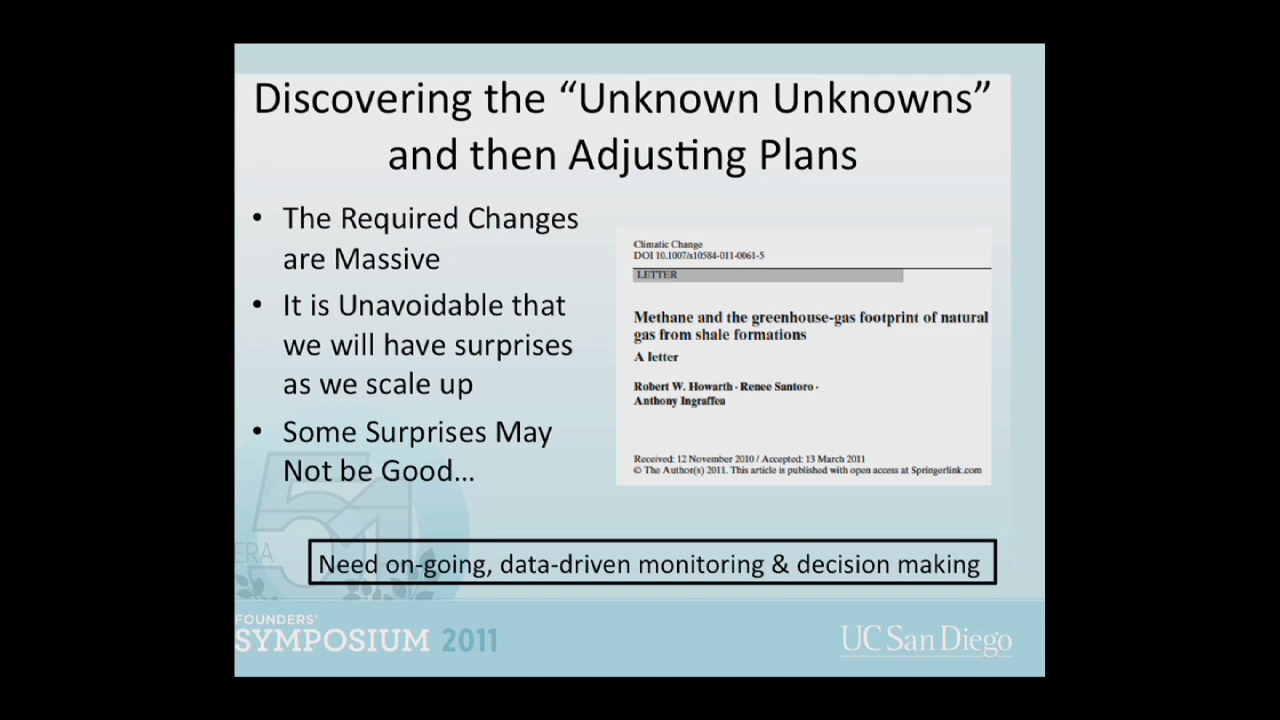 Discovering the “Unknown Unknowns”
and then Adjusting Plans
• The Required Changes
are Massive
• It is Unavoidable that
we will have surprises
as we scale up
• Some Surprises May
Not be Good…
Climatic Change
DOI 10.1007/s10584-011-0061-5
LETTER
Methane and the greenhouse-gas footprint of natural
gas from shale formations
A letter
Robert W. Howarth · Renee Santoro ·
Anthony Ingraffea
Received: 12 November 2010 / Accepted: 13 March 2011
© The Author(s) 2011. This article is published with open access at Springerlink.com
51
ERA
Need on-going, data-driven monitoring & decision making
FOUNDERS’
SYMPOSIUM 2011
UC San Diego